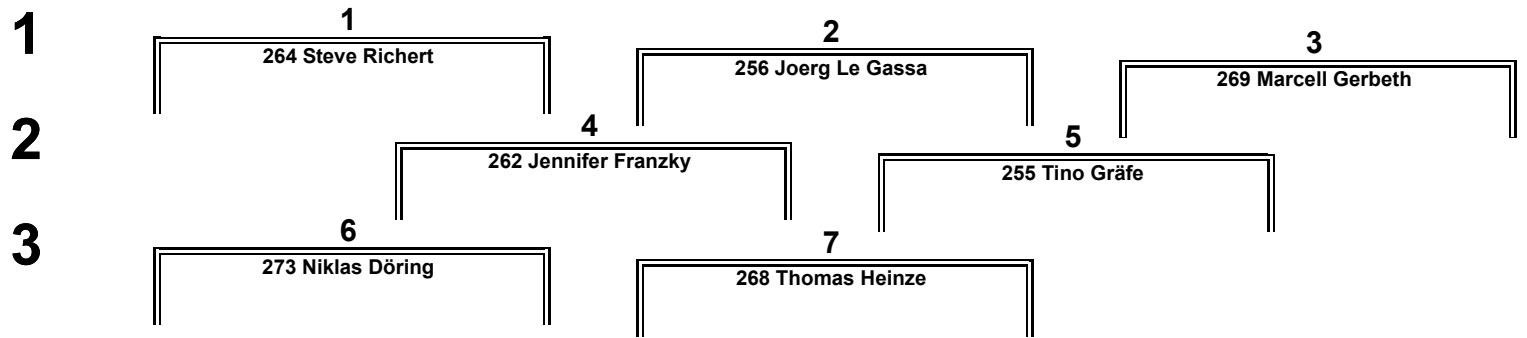 1
1
264 Steve Richert
2
256 Joerg Le Gassa
3
269 Marcell Gerbeth
2
4
262 Jennifer Franzky
5
255 Tino Gräfe
3
6
273 Niklas Döring
7
268 Thomas Heinze